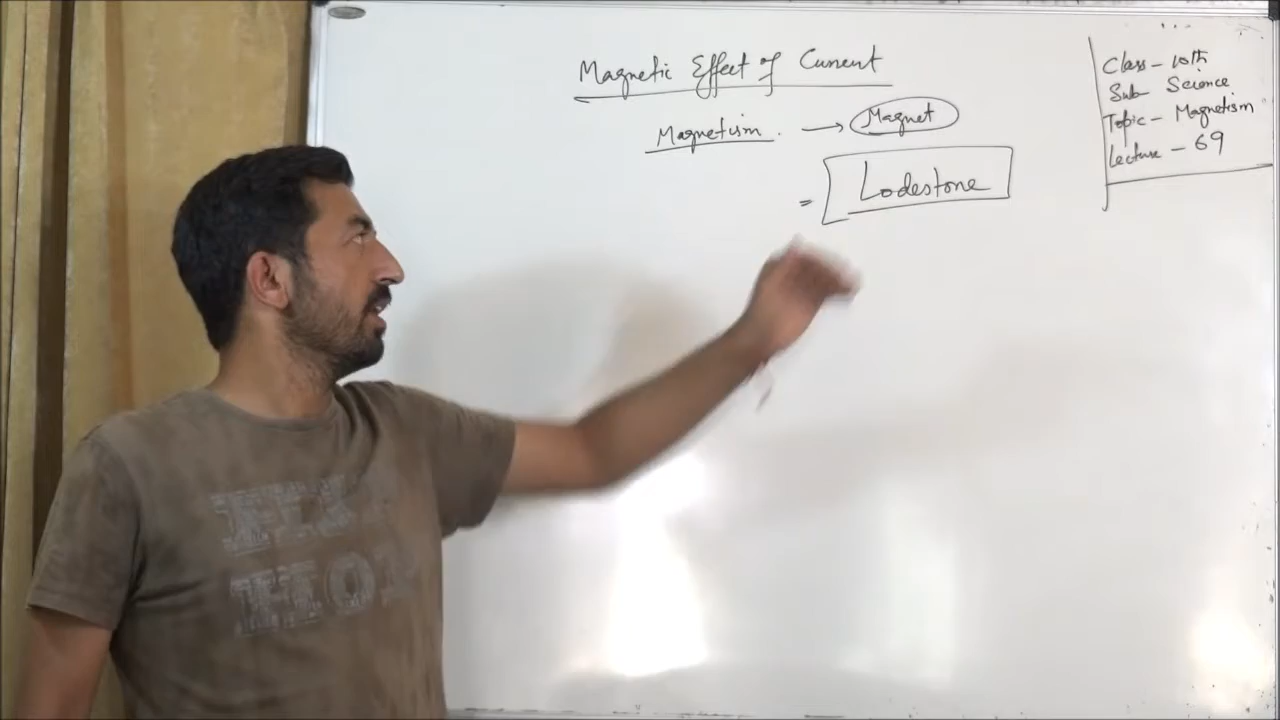 Magnetic Effect of Current
Magnetism. → Magnet
= Lodestone
Class - 10th
Sub Science
Topic - Magnetism
Lecture - 69